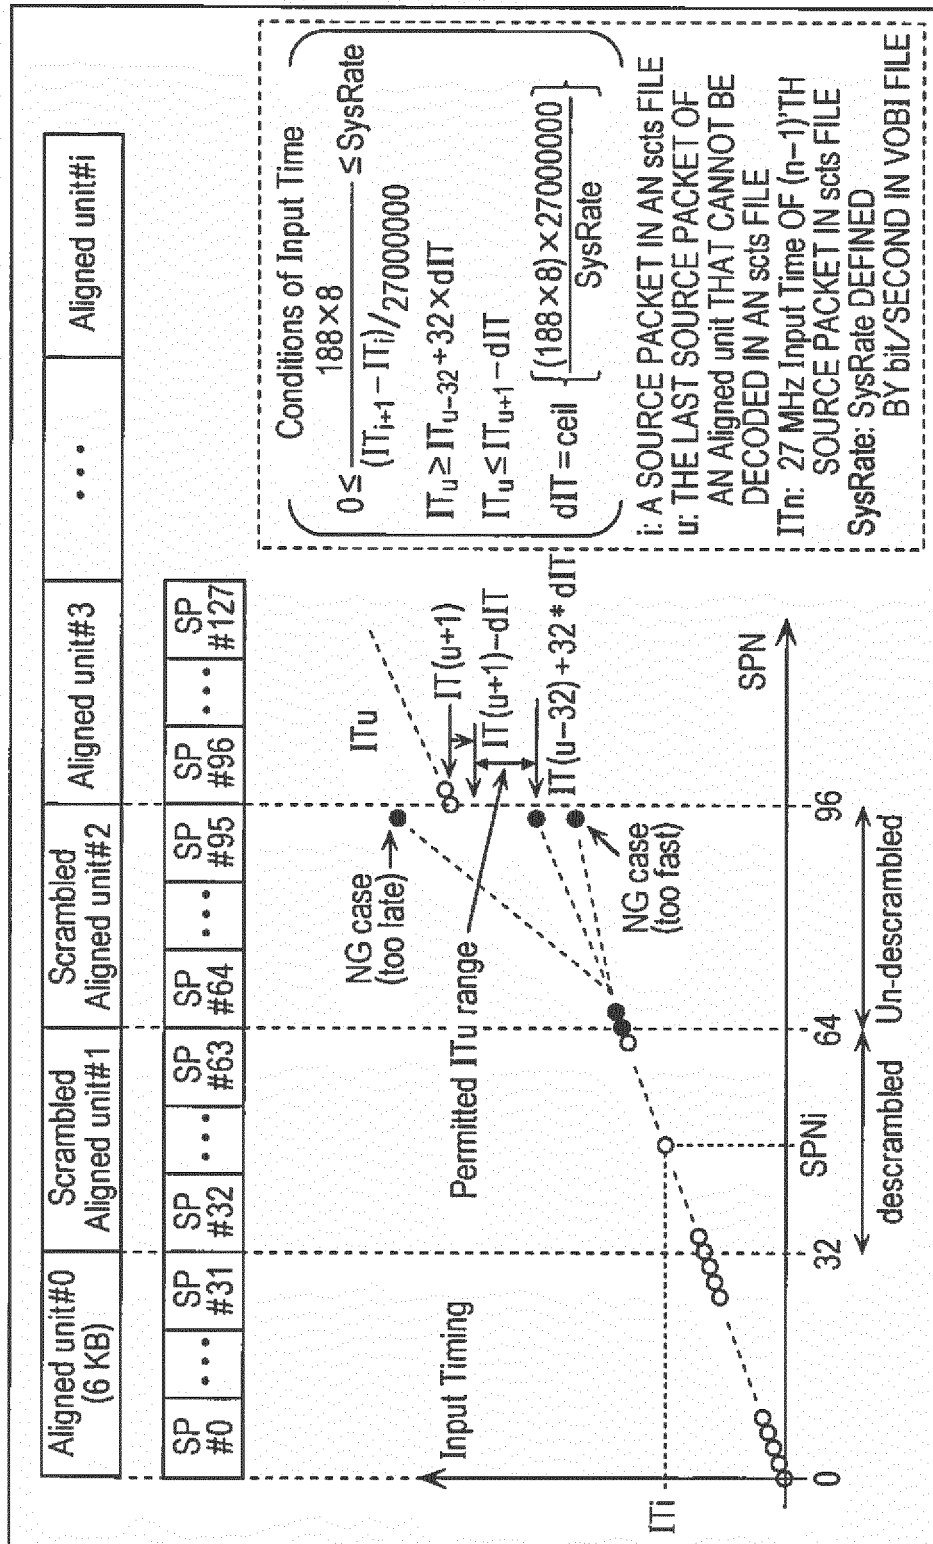 Aligned unit#0
(6 KB)
Scrambled
Aligned unit#1
Scrambled
Aligned unit#2
Aligned unit#3
• • •
Aligned unit#i
SP
#0
• • •
SP
#31
SP
#32
• • •
SP
#63
SP
#64
• • •
SP
#95
SP
#96
• • •
SP
#127
Input Timing
ITi
NG case
(too late)
Permitted ITu range
NG case
(too fast)
ITu
IT(u+1)
IT(u+1)−dIT
IT(u−32)+32*dIT
SPN
0
32
SPNi
64
96
descrambled
Un-descrambled
Conditions of Input Time
0≤ 188×8 / (IT_{i+1}−IT_i)/27000000 ≤SysRate
IT_u≥IT_{u−32}+32×dIT
IT_u≤IT_{u+1}−dIT
dIT=ceil{(188×8)×27000000 / SysRate}
i: A SOURCE PACKET IN AN scts FILE
u: THE LAST SOURCE PACKET OF
AN Aligned unit THAT CANNOT BE
DECODED IN AN scts FILE
ITn: 27 MHz Input Time OF (n−1)'TH
SOURCE PACKET IN scts FILE
SysRate: SysRate DEFINED
BY bit/SECOND IN VOBI FILE